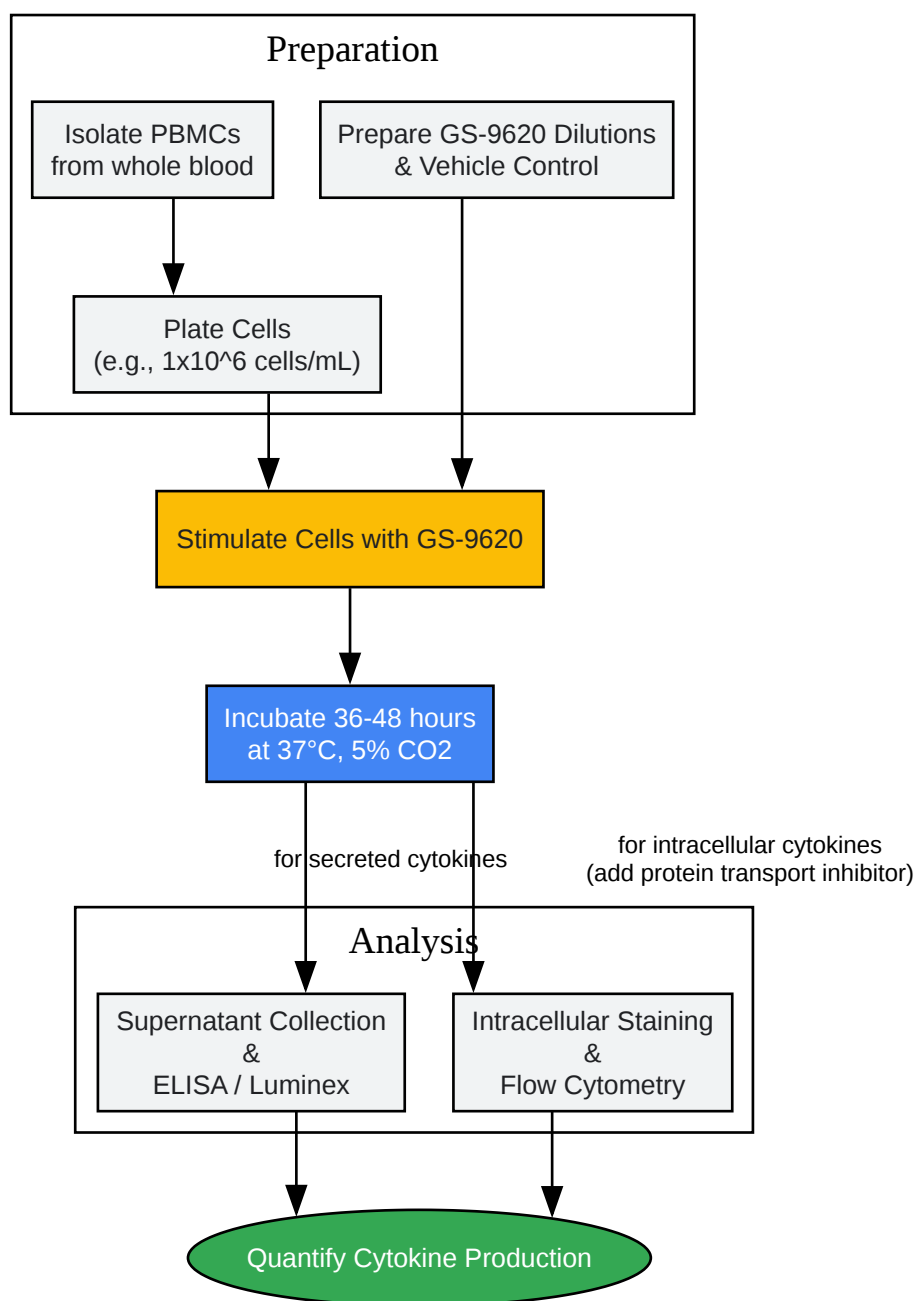 Preparation
Isolate PBMCs
from whole blood
Prepare GS-9620 Dilutions
& Vehicle Control
Plate Cells
(e.g., 1x10^6 cells/mL)
Stimulate Cells with GS-9620
Incubate 36-48 hours
at 37°C, 5% CO2
for secreted cytokines
for intracellular cytokines
(add protein transport inhibitor)
Analysis
Supernatant Collection
&
ELISA / Luminex
Intracellular Staining
&
Flow Cytometry
Quantify Cytokine Production